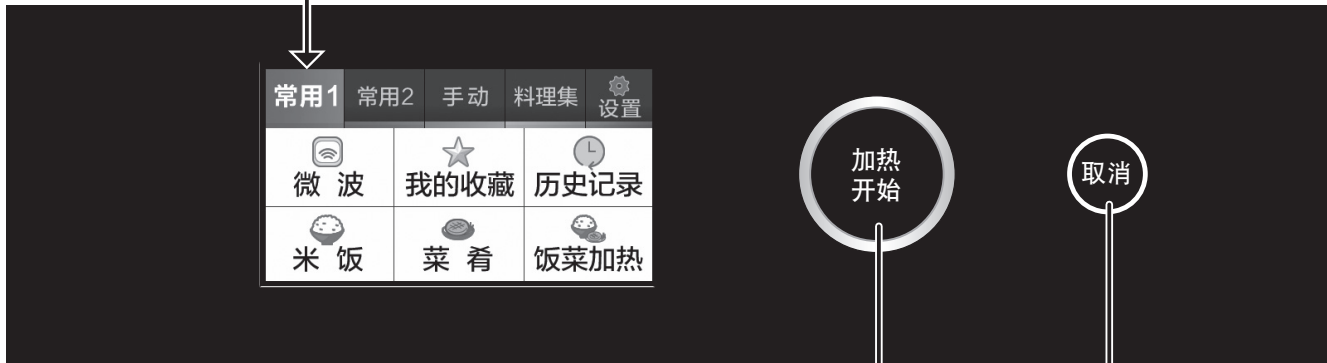 常用1 常用2 手动 料理集 设置
微波 我的收藏 历史记录
米饭 菜肴 饭菜加热
加热
开始
取消